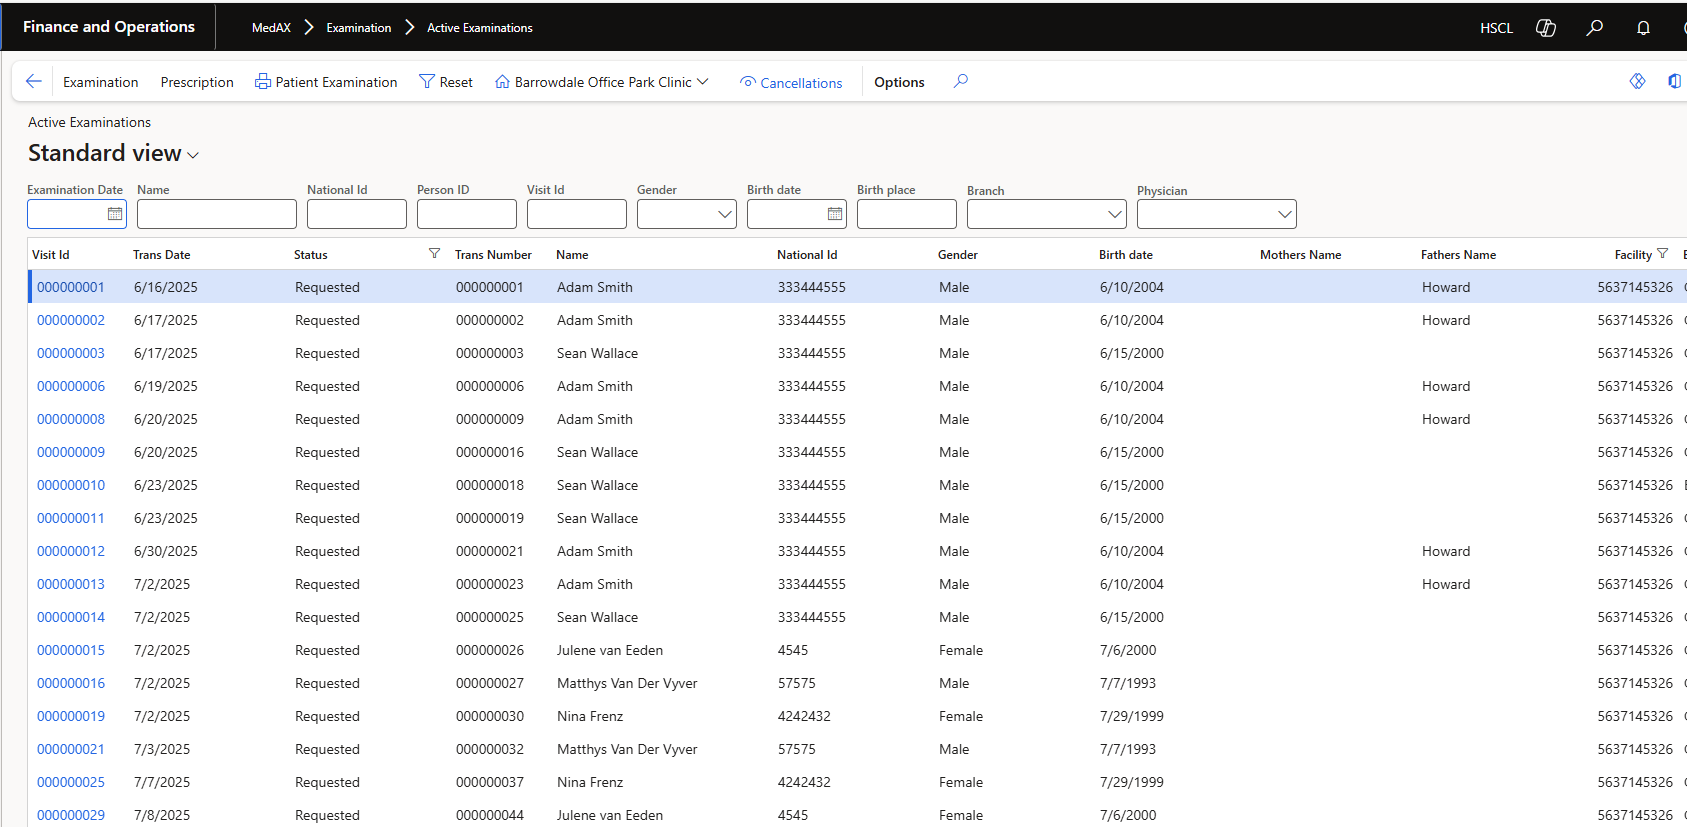 Finance and Operations MedAX Examination Active Examinations HSCL
Examination Prescription Patient Examination Reset Barrowdale Office Park Clinic Cancellations Options
Active Examinations
Standard view
Examination Date Name National Id Person ID Visit Id Gender Birth date Birth place Branch Physician
Visit Id Trans Date Status Trans Number Name National Id Gender Birth date Mothers Name Fathers Name Facility
000000001 6/16/2025 Requested 000000001 Adam Smith 333444555 Male 6/10/2004 Howard 5637145326
000000002 6/17/2025 Requested 000000002 Adam Smith 333444555 Male 6/10/2004 Howard 5637145326
000000003 6/17/2025 Requested 000000003 Sean Wallace 333444555 Male 6/15/2000 5637145326
000000006 6/19/2025 Requested 000000006 Adam Smith 333444555 Male 6/10/2004 Howard 5637145326
000000008 6/20/2025 Requested 000000009 Adam Smith 333444555 Male 6/10/2004 Howard 5637145326
000000009 6/20/2025 Requested 000000016 Sean Wallace 333444555 Male 6/15/2000 5637145326
000000010 6/23/2025 Requested 000000018 Sean Wallace 333444555 Male 6/15/2000 5637145326
000000011 6/23/2025 Requested 000000019 Sean Wallace 333444555 Male 6/15/2000 5637145326
000000012 6/30/2025 Requested 000000021 Adam Smith 333444555 Male 6/10/2004 Howard 5637145326
000000013 7/2/2025 Requested 000000023 Adam Smith 333444555 Male 6/10/2004 Howard 5637145326
000000014 7/2/2025 Requested 000000025 Sean Wallace 333444555 Male 6/15/2000 5637145326
000000015 7/2/2025 Requested 000000026 Julene van Eeden 4545 Female 7/6/2000 5637145326
000000016 7/2/2025 Requested 000000027 Matthys Van Der Vyver 57575 Male 7/7/1993 5637145326
000000019 7/2/2025 Requested 000000030 Nina Frenz 4242432 Female 7/29/1999 5637145326
000000021 7/3/2025 Requested 000000032 Matthys Van Der Vyver 57575 Male 7/7/1993 5637145326
000000025 7/7/2025 Requested 000000037 Nina Frenz 4242432 Female 7/29/1999 5637145326
000000029 7/8/2025 Requested 000000044 Julene van Eeden 4545 Female 7/6/2000 5637145326